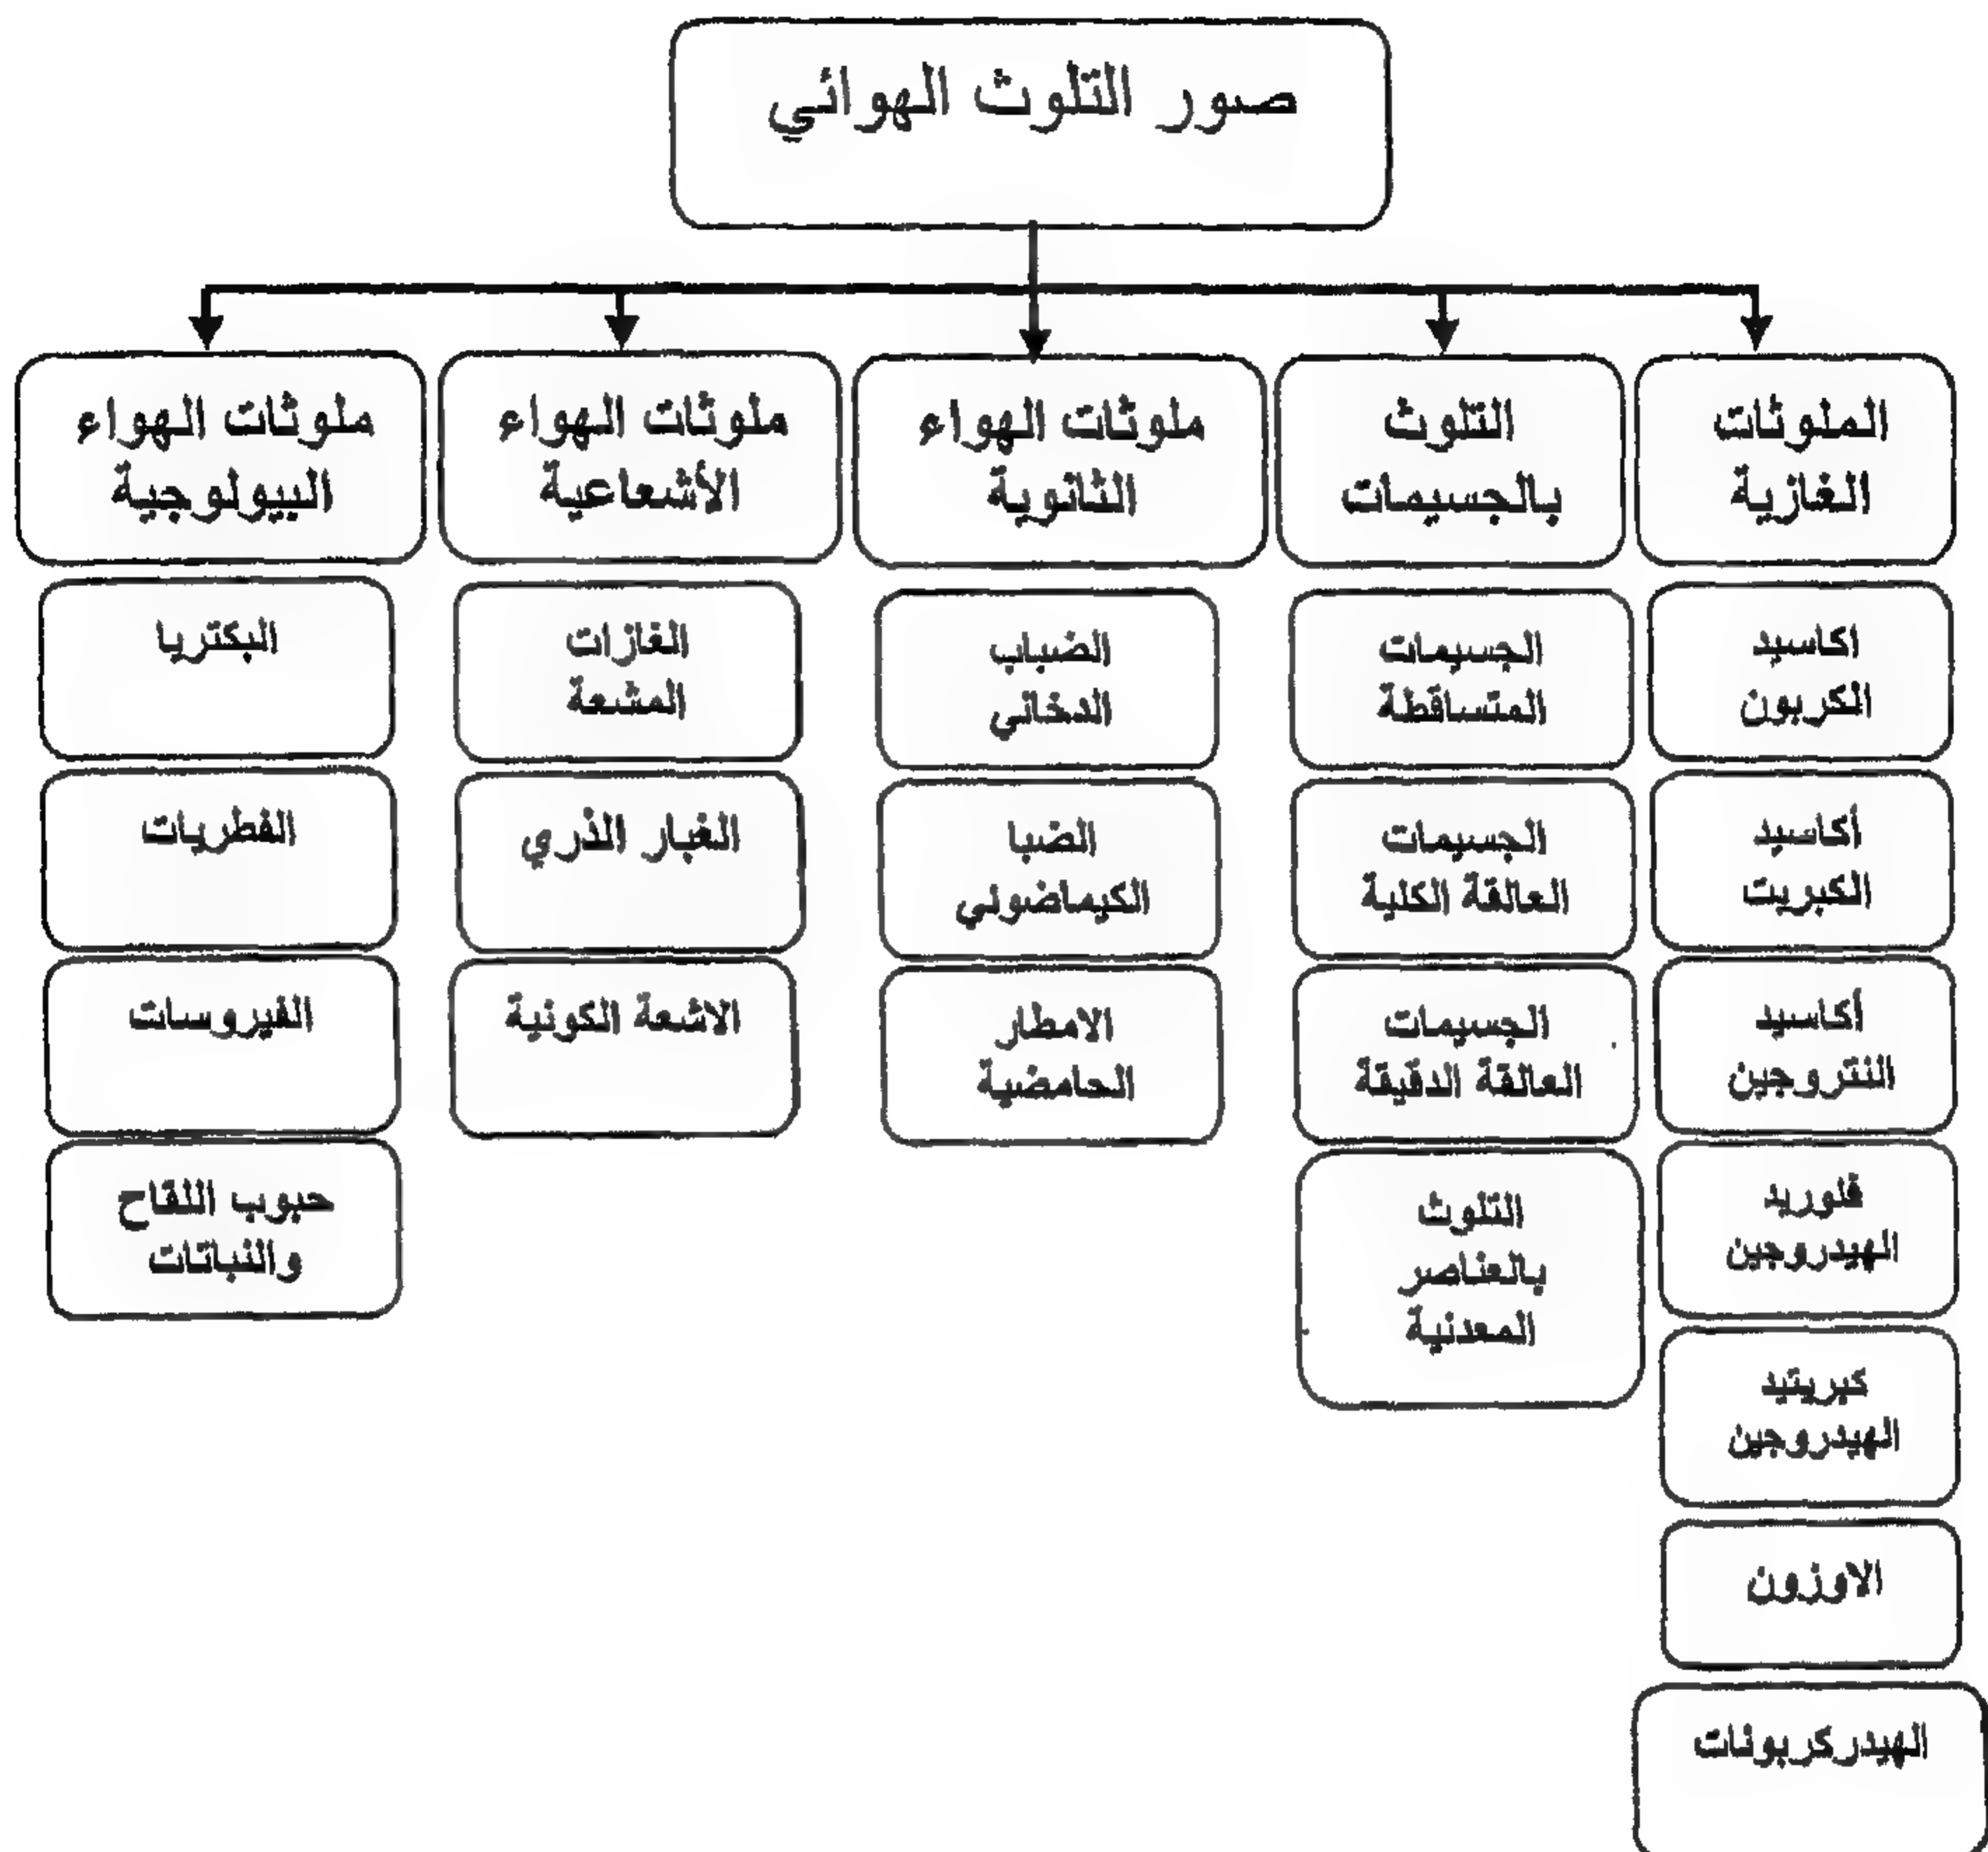 صور التلوث الهوائي
الملوثات
الغازية
اكاسيد
الكربون
أكاسيد
الكبريت
أكاسيد
النتروجين
فلوريد
الهيدروجين
كبريتيد
الهيدروجين
الاوزون
الهيدركربونات
التلوث
بالجسيمات
الجسيمات
المتساقطة
الجسيمات
العالقة الكلية
الجسيمات
العالقة الدقيقة
التلوث
بالعناصر
المعدنية
ملوثات الهواء
الثانوية
الضباب
الدخاني
الضبا
الكيماضوئي
الامطار
الحامضية
ملوثات الهواء
الأشعاعية
الغازات
المشعة
الغبار الذري
الاشعة الكونية
ملوثات الهواء
البيولوجية
البكتريا
الفطريات
الفيروسات
حبوب اللقاح
والنباتات